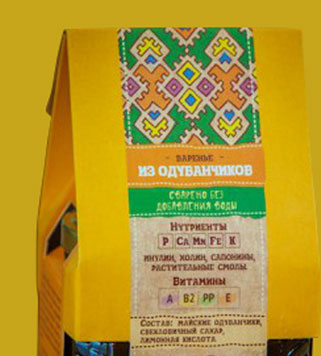 - ВАРЕНЬЕ -
ИЗ ОДУВАНЧИКОВ
СВАРЕНО БЕЗ
ДОБАВЛЕНИЯ ВОДЫ
НУТРИЕНТЫ
P Ca Mn Fe K
ИНУЛИН, ХОЛИН, САПОНИНЫ,
РАСТИТЕЛЬНЫЕ СМОЛЫ.
ВИТАМИНЫ
A B2 PP E
СОСТАВ: МАЙСКИЕ ОДУВАНЧИКИ,
СВЕКЛОВИЧНЫЙ САХАР,
ЛИМОННАЯ КИСЛОТА